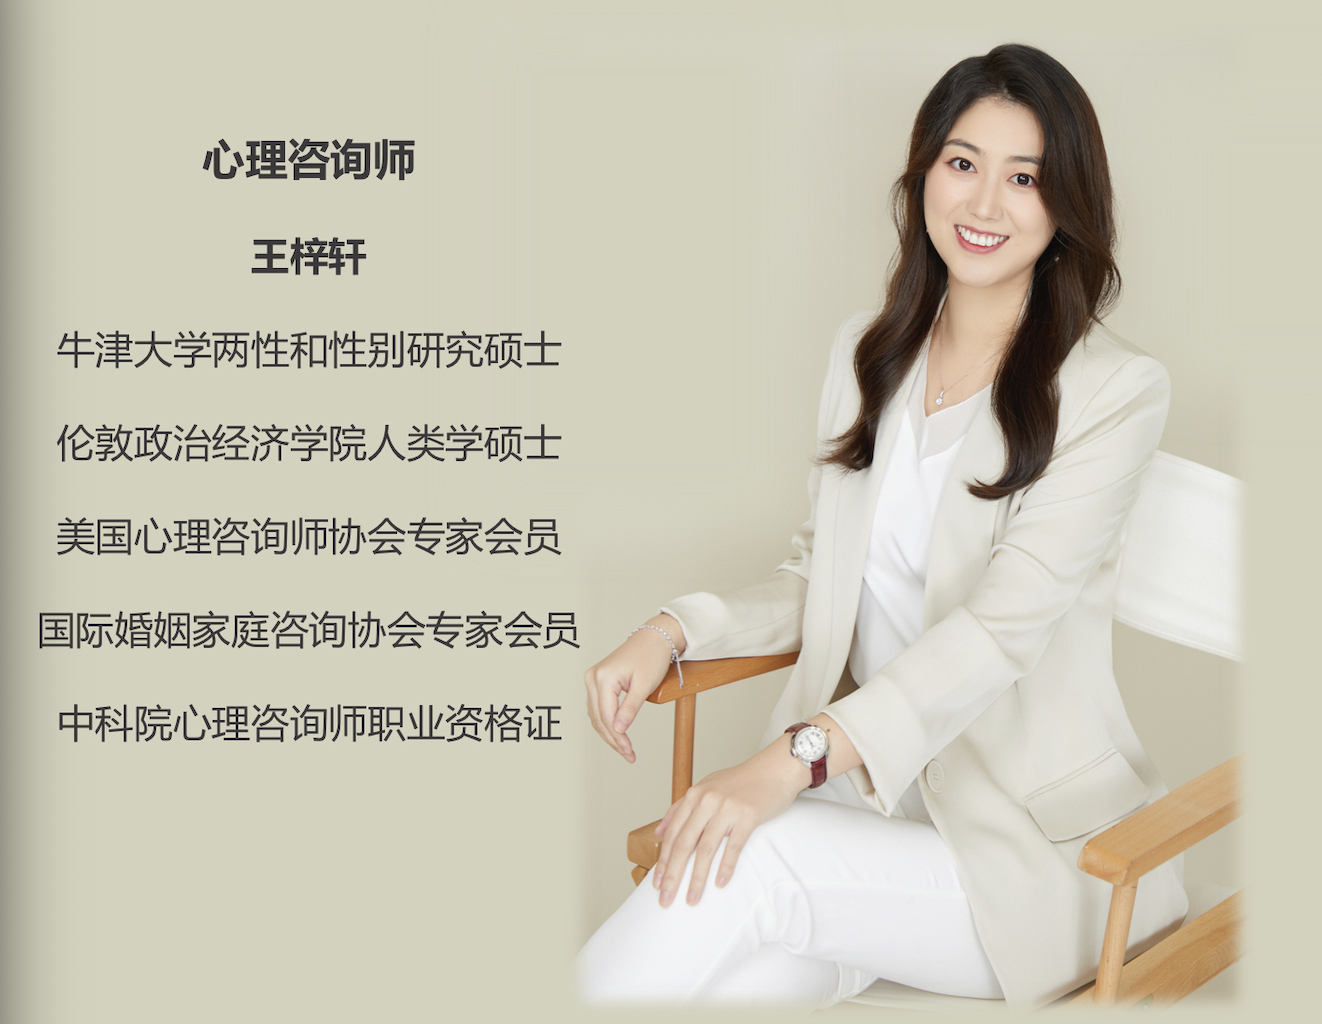 心理咨询师
王梓轩
牛津大学两性和性别研究硕士
伦敦政治经济学院人类学硕士
美国心理咨询师协会专家会员
国际婚姻家庭咨询协会专家会员
中科院心理咨询师职业资格证